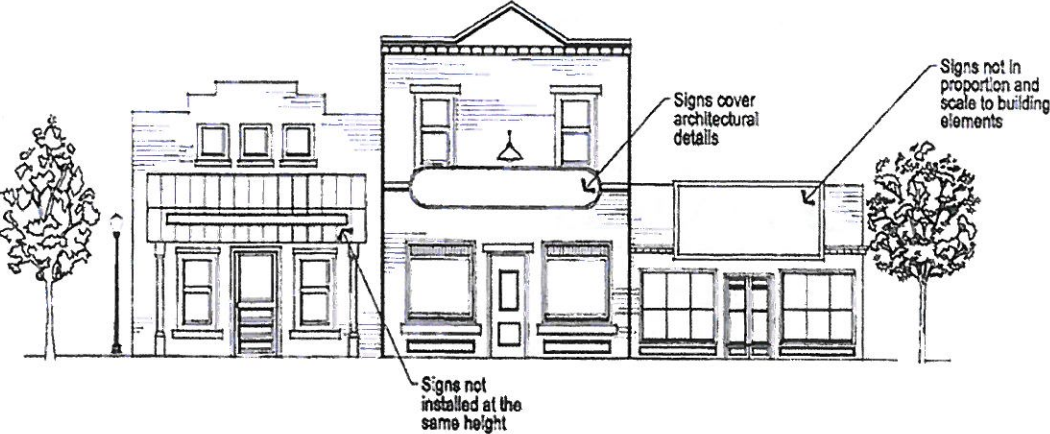 Signs cover
architectural
details
Signs not in
proportion and
scale to building
elements
Signs not
installed at the
same height